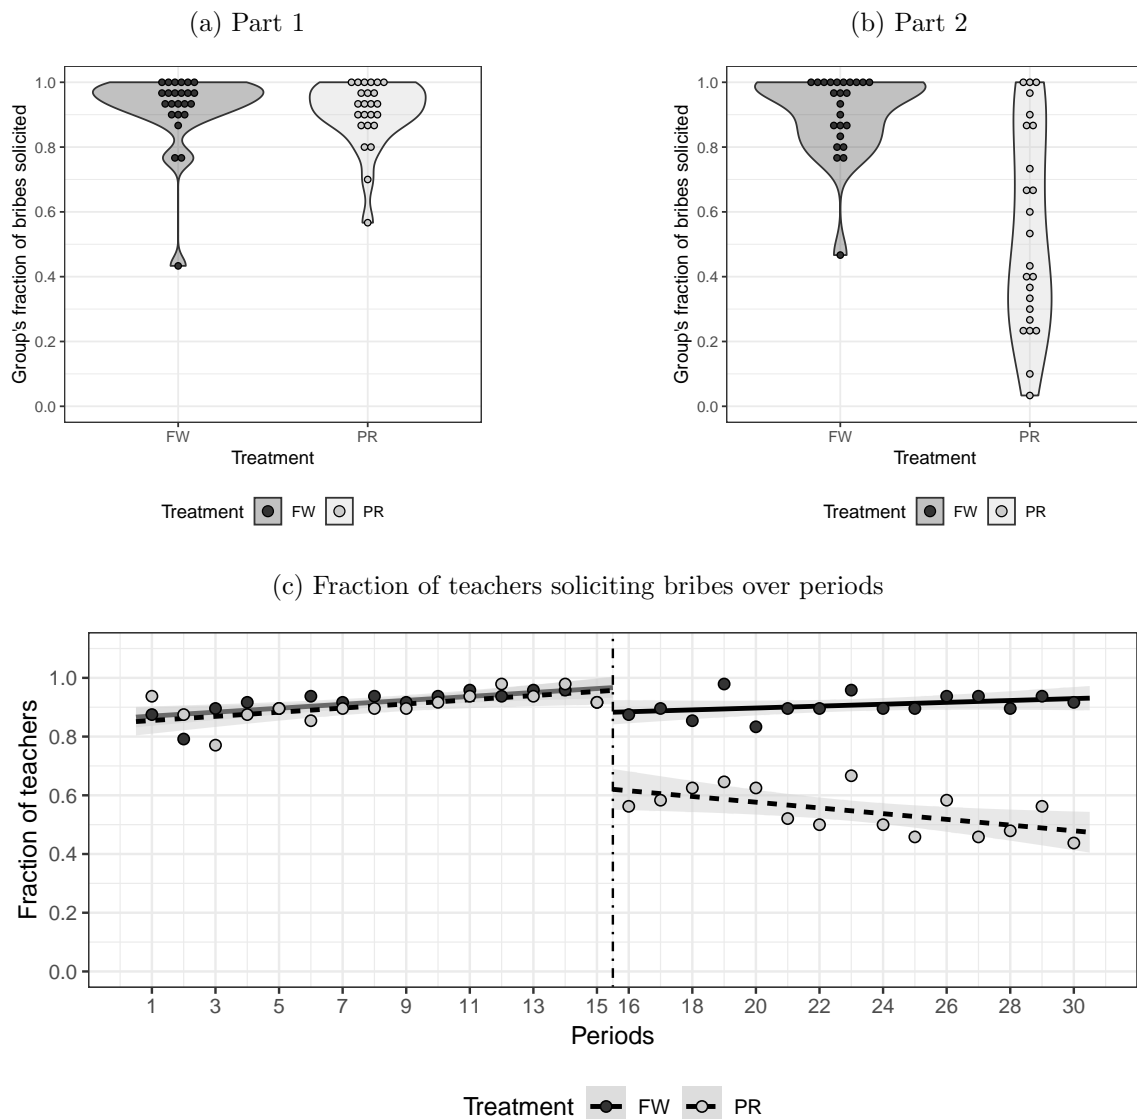 (a) Part 1
1.0
0.8
0.6
0.4
0.2
0.0
Group's fraction of bribes solicited
FW PR
Treatment
Treatment FW PR
(b) Part 2
1.0
0.8
0.6
0.4
0.2
0.0
Group's fraction of bribes solicited
FW PR
Treatment
Treatment FW PR
(c) Fraction of teachers soliciting bribes over periods
1.0
0.8
0.6
0.4
0.2
0.0
Fraction of teachers
1 3 5 7 9 11 13 15 16 18 20 22 24 26 28 30
Periods
Treatment FW PR